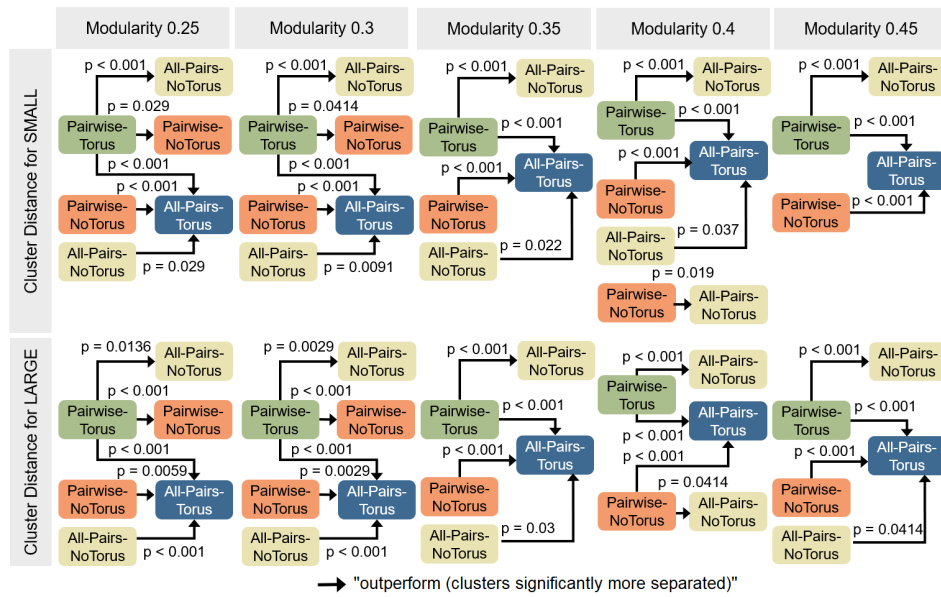 Modularity 0.25
Modularity 0.3
Modularity 0.35
Modularity 0.4
Modularity 0.45
Cluster Distance for SMALL
p < 0.001
All-Pairs-
NoTorus
p = 0.029
Pairwise-
Torus
Pairwise-
NoTorus
p < 0.001
p < 0.001
Pairwise-
NoTorus
All-Pairs-
Torus
All-Pairs-
NoTorus
p = 0.029
p < 0.001
All-Pairs-
NoTorus
p = 0.0414
Pairwise-
Torus
Pairwise-
NoTorus
p < 0.001
p < 0.001
Pairwise-
NoTorus
All-Pairs-
Torus
All-Pairs-
NoTorus
p = 0.0091
p < 0.001
All-Pairs-
NoTorus
Pairwise-
Torus
p < 0.001
p < 0.001
All-Pairs-
Torus
Pairwise-
NoTorus
All-Pairs-
NoTorus
p = 0.022
p < 0.001
All-Pairs-
NoTorus
Pairwise-
Torus
p < 0.001
p < 0.001
All-Pairs-
Torus
Pairwise-
NoTorus
All-Pairs-
NoTorus
p = 0.037
p = 0.019
Pairwise-
NoTorus
All-Pairs-
NoTorus
p < 0.001
All-Pairs-
NoTorus
Pairwise-
Torus
p < 0.001
All-Pairs-
Torus
Pairwise-
NoTorus
p < 0.001
Cluster Distance for LARGE
p = 0.0136
All-Pairs-
NoTorus
p < 0.001
Pairwise-
Torus
Pairwise-
NoTorus
p < 0.001
p = 0.0059
Pairwise-
NoTorus
All-Pairs-
Torus
All-Pairs-
NoTorus
p < 0.001
p = 0.0029
All-Pairs-
NoTorus
p < 0.001
Pairwise-
Torus
Pairwise-
NoTorus
p < 0.001
p = 0.0029
Pairwise-
NoTorus
All-Pairs-
Torus
All-Pairs-
NoTorus
p < 0.001
p < 0.001
All-Pairs-
NoTorus
Pairwise-
Torus
p < 0.001
p < 0.001
All-Pairs-
Torus
Pairwise-
NoTorus
All-Pairs-
NoTorus
p = 0.03
p < 0.001
All-Pairs-
NoTorus
Pairwise-
Torus
All-Pairs-
Torus
p < 0.001
p < 0.001
p = 0.0414
Pairwise-
NoTorus
All-Pairs-
NoTorus
p < 0.001
All-Pairs-
NoTorus
Pairwise-
Torus
p < 0.001
p < 0.001
All-Pairs-
Torus
Pairwise-
NoTorus
All-Pairs-
NoTorus
p = 0.0414
"outperform (clusters significantly more separated)"